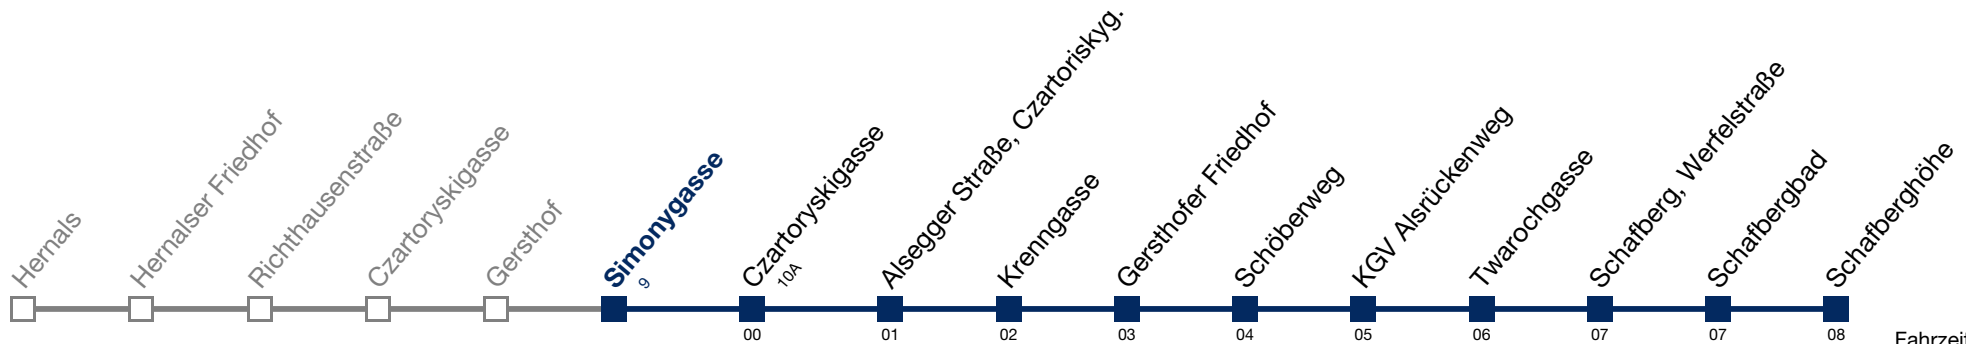 Hernals
Hernalser Friedhof
Richthausenstraße
Czartoryskigasse
Gersthof
Simonygasse
9
Czartoryskigasse
10A
Alsegger Straße, Czartoriskyg.
Krenngasse
Gersthofer Friedhof
Schöberweg
KGV Alsrückenweg
Twarochgasse
Schafberg, Werfelstraße
Schafbergbad
Schafberghöhe
00 01 02 03 04 05 06 07 07 08
Fahrzeit